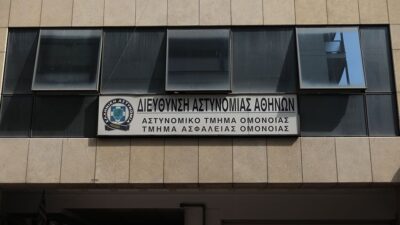 ΔΙΕΥΘΥΝΣΗ ΑΣΤΥΝΟΜΙΑΣ ΑΘΗΝΩΝ
ΑΣΤΥΝΟΜΙΚΟ ΤΜΗΜΑ ΟΜΟΝΟΙΑΣ
ΤΜΗΜΑ ΑΣΦΑΛΕΙΑΣ ΟΜΟΝΟΙΑΣ